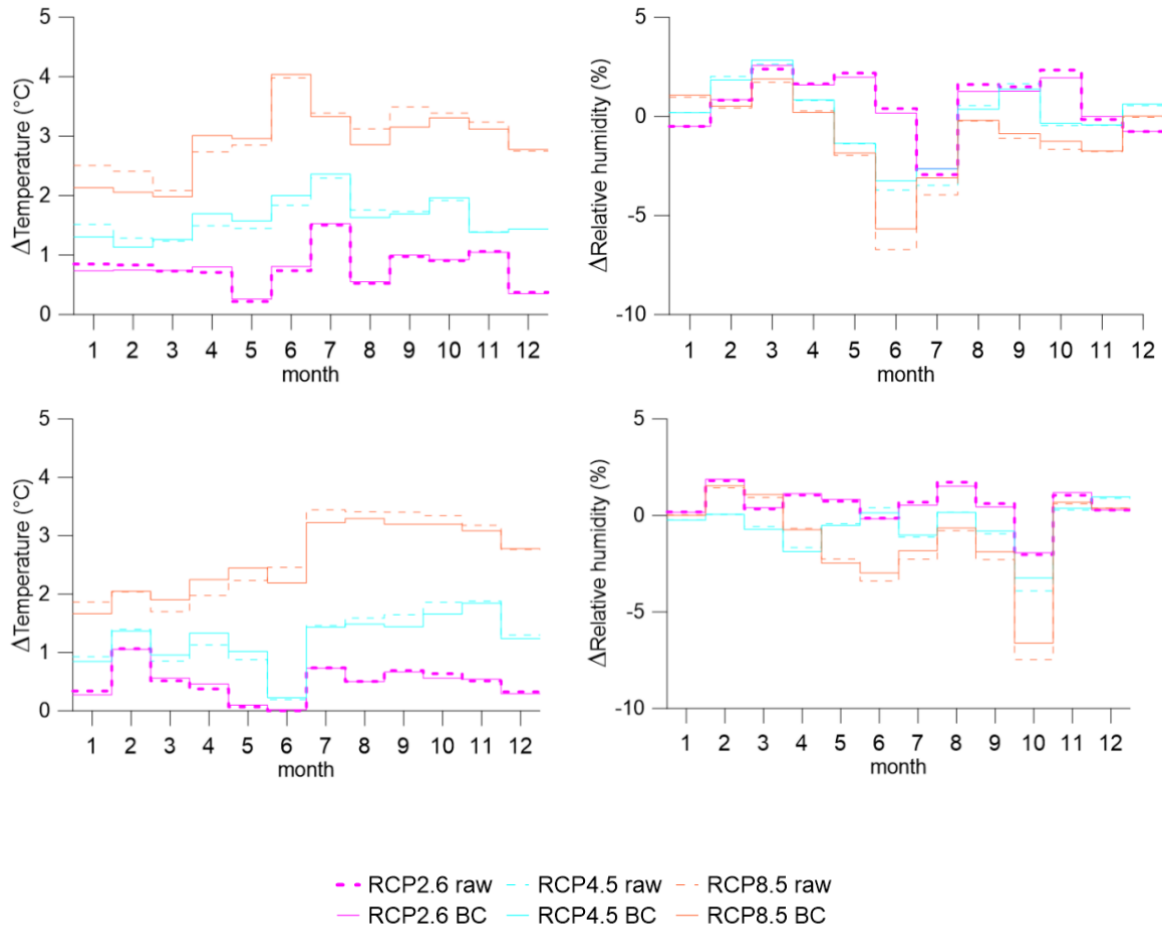 5
4
3
2
1
0
ΔTemperature (°C)
1 2 3 4 5 6 7 8 9 10 11 12
month
5
0
-5
-10
ΔRelative humidity (%)
1 2 3 4 5 6 7 8 9 10 11 12
month
5
4
3
2
1
0
ΔTemperature (°C)
1 2 3 4 5 6 7 8 9 10 11 12
month
5
0
-5
-10
ΔRelative humidity (%)
1 2 3 4 5 6 7 8 9 10 11 12
month
RCP2.6 raw RCP4.5 raw RCP8.5 raw
RCP2.6 BC RCP4.5 BC RCP8.5 BC